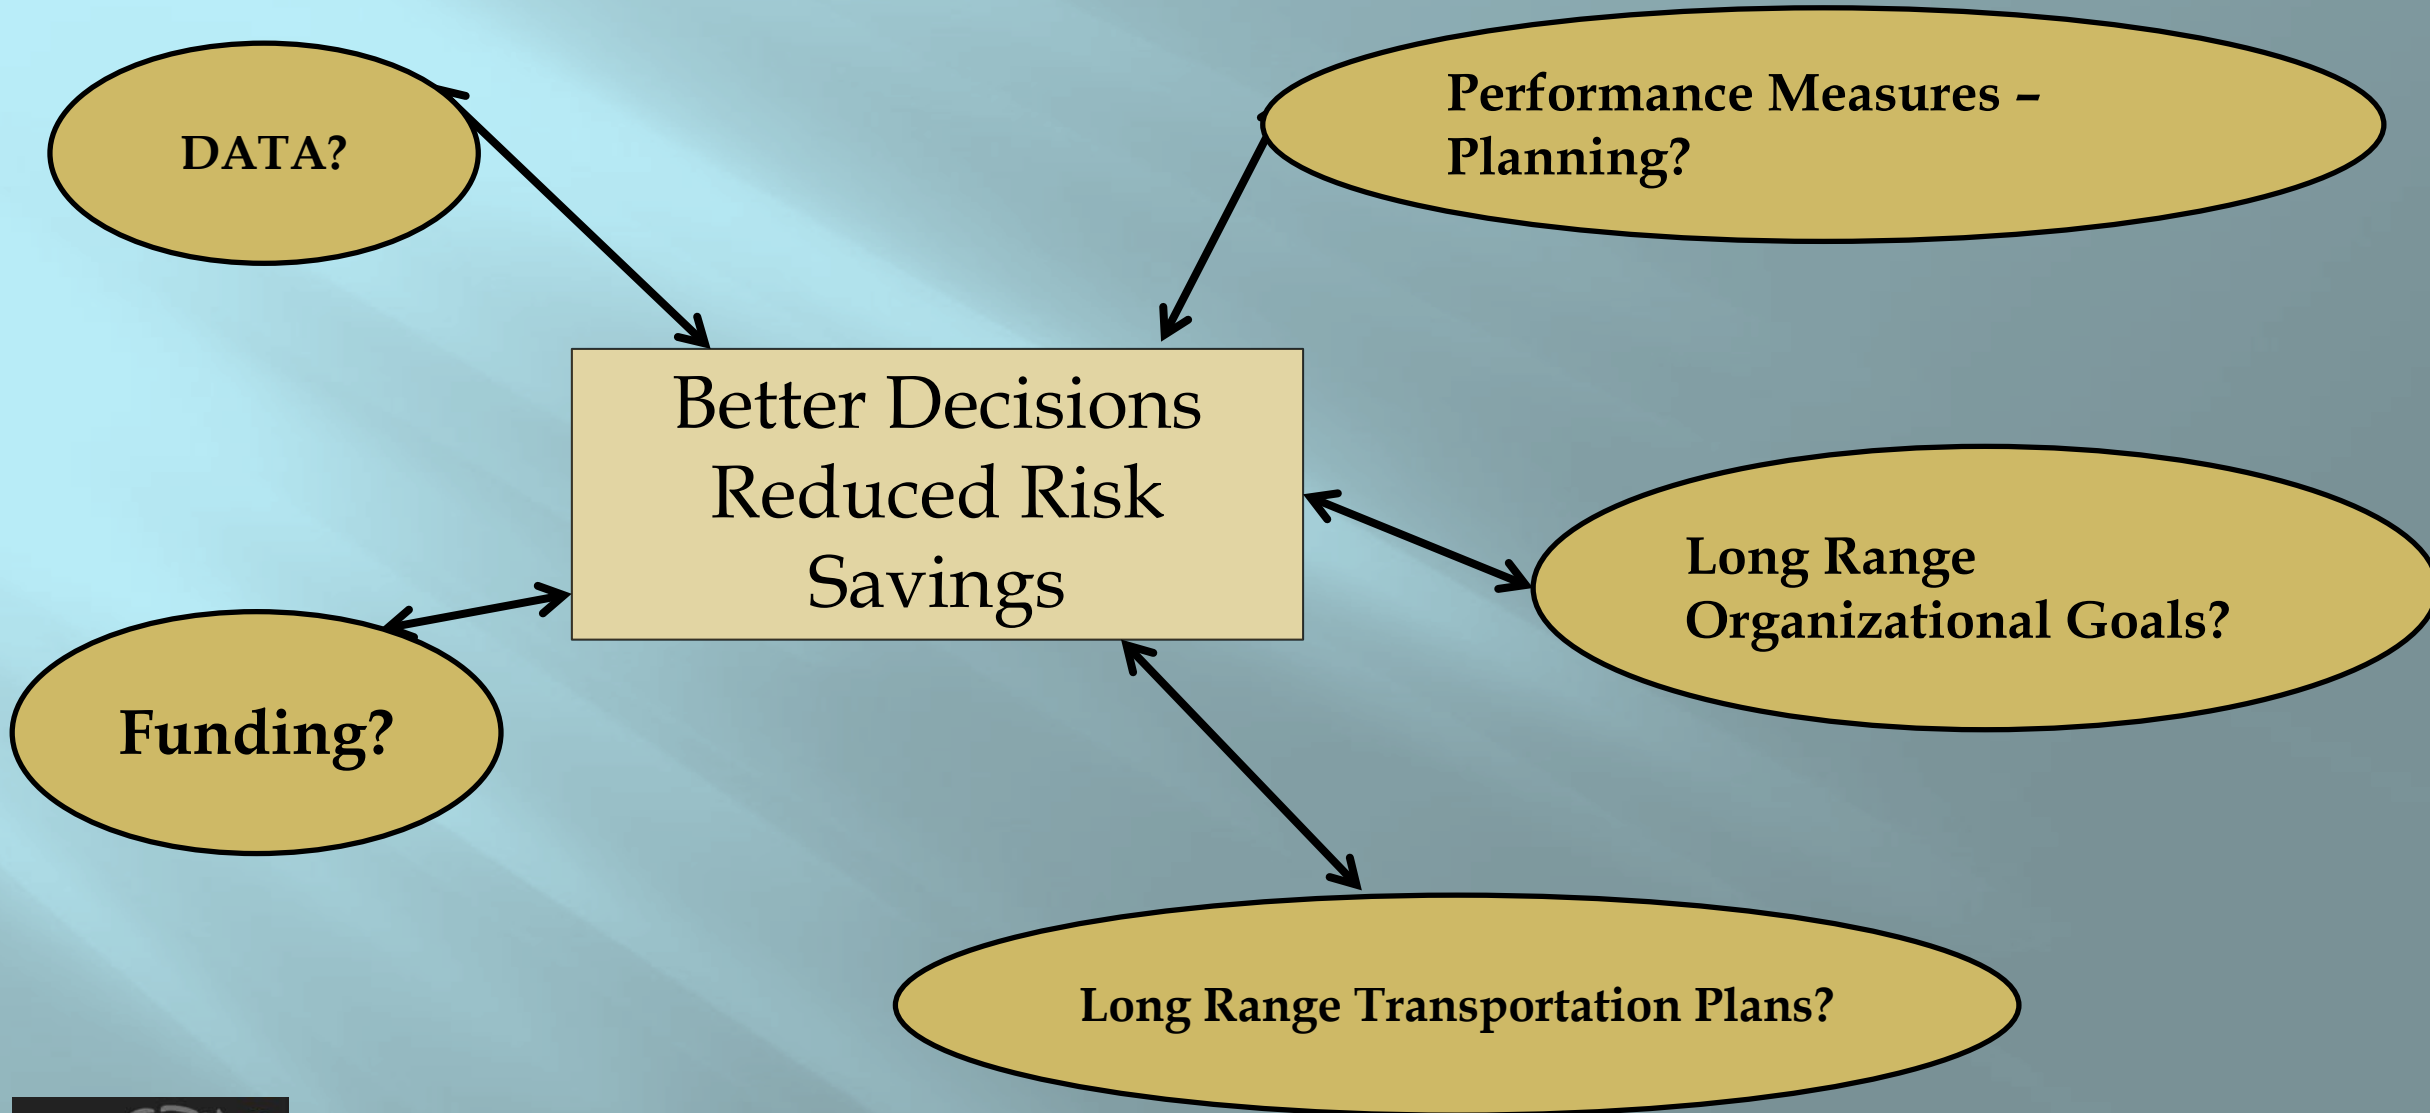 DATA?
Performance Measures –
Planning?
Better Decisions
Reduced Risk
Savings
Long Range
Organizational Goals?
Funding?
Long Range Transportation Plans?